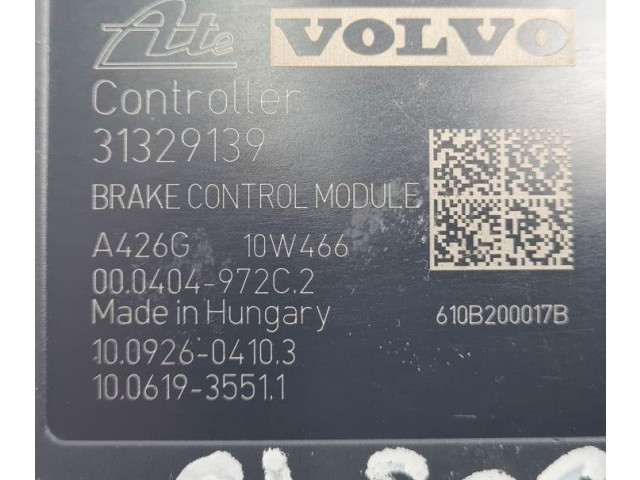 Ate VOLVO
Controller
31329139
BRAKE CONTROL MODULE
A426G 10W466
00.0404-972C.2
Made in Hungary 610B200017B
10.0926-0410.3
10.0619-3551.1